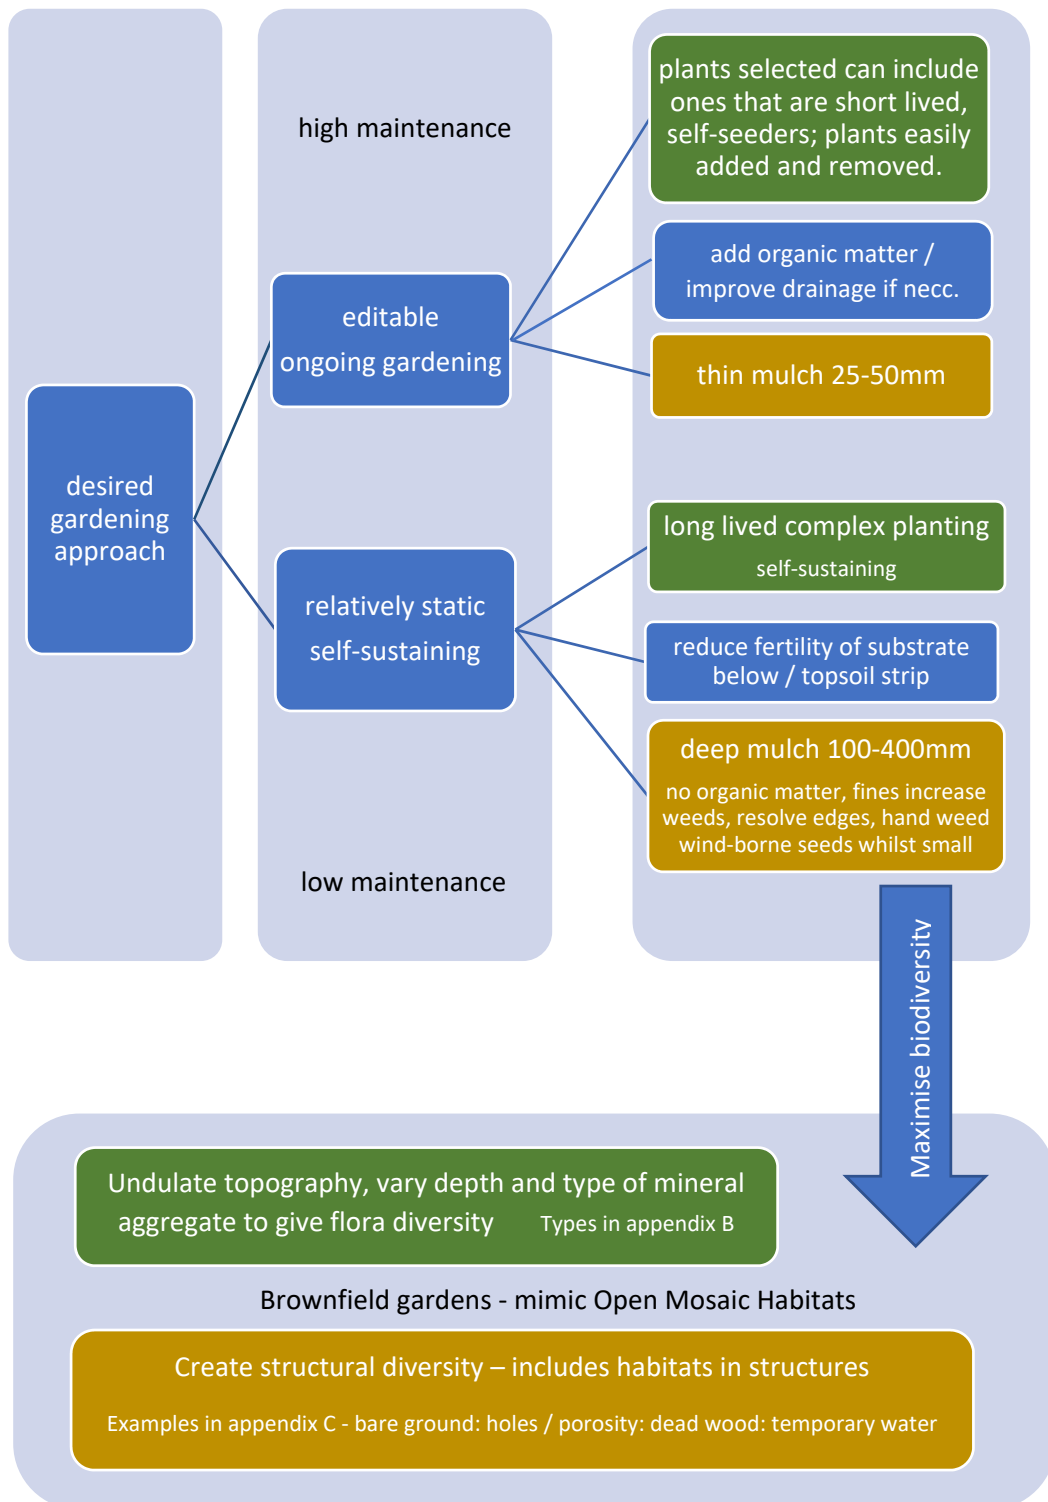 desired
gardening
approach
high maintenance
editable
ongoing gardening
relatively static
self-sustaining
low maintenance
plants selected can include
ones that are short lived,
self-seeders; plants easily
added and removed.
add organic matter /
improve drainage if necc.
thin mulch 25-50mm
long lived complex planting
self-sustaining
reduce fertility of substrate
below / topsoil strip
deep mulch 100-400mm
no organic matter, fines increase
weeds, resolve edges, hand weed
wind-borne seeds whilst small
Maximise biodiversity
Undulate topography, vary depth and type of mineral
aggregate to give flora diversity Types in appendix B
Brownfield gardens - mimic Open Mosaic Habitats
Create structural diversity – includes habitats in structures
Examples in appendix C - bare ground: holes / porosity: dead wood: temporary water